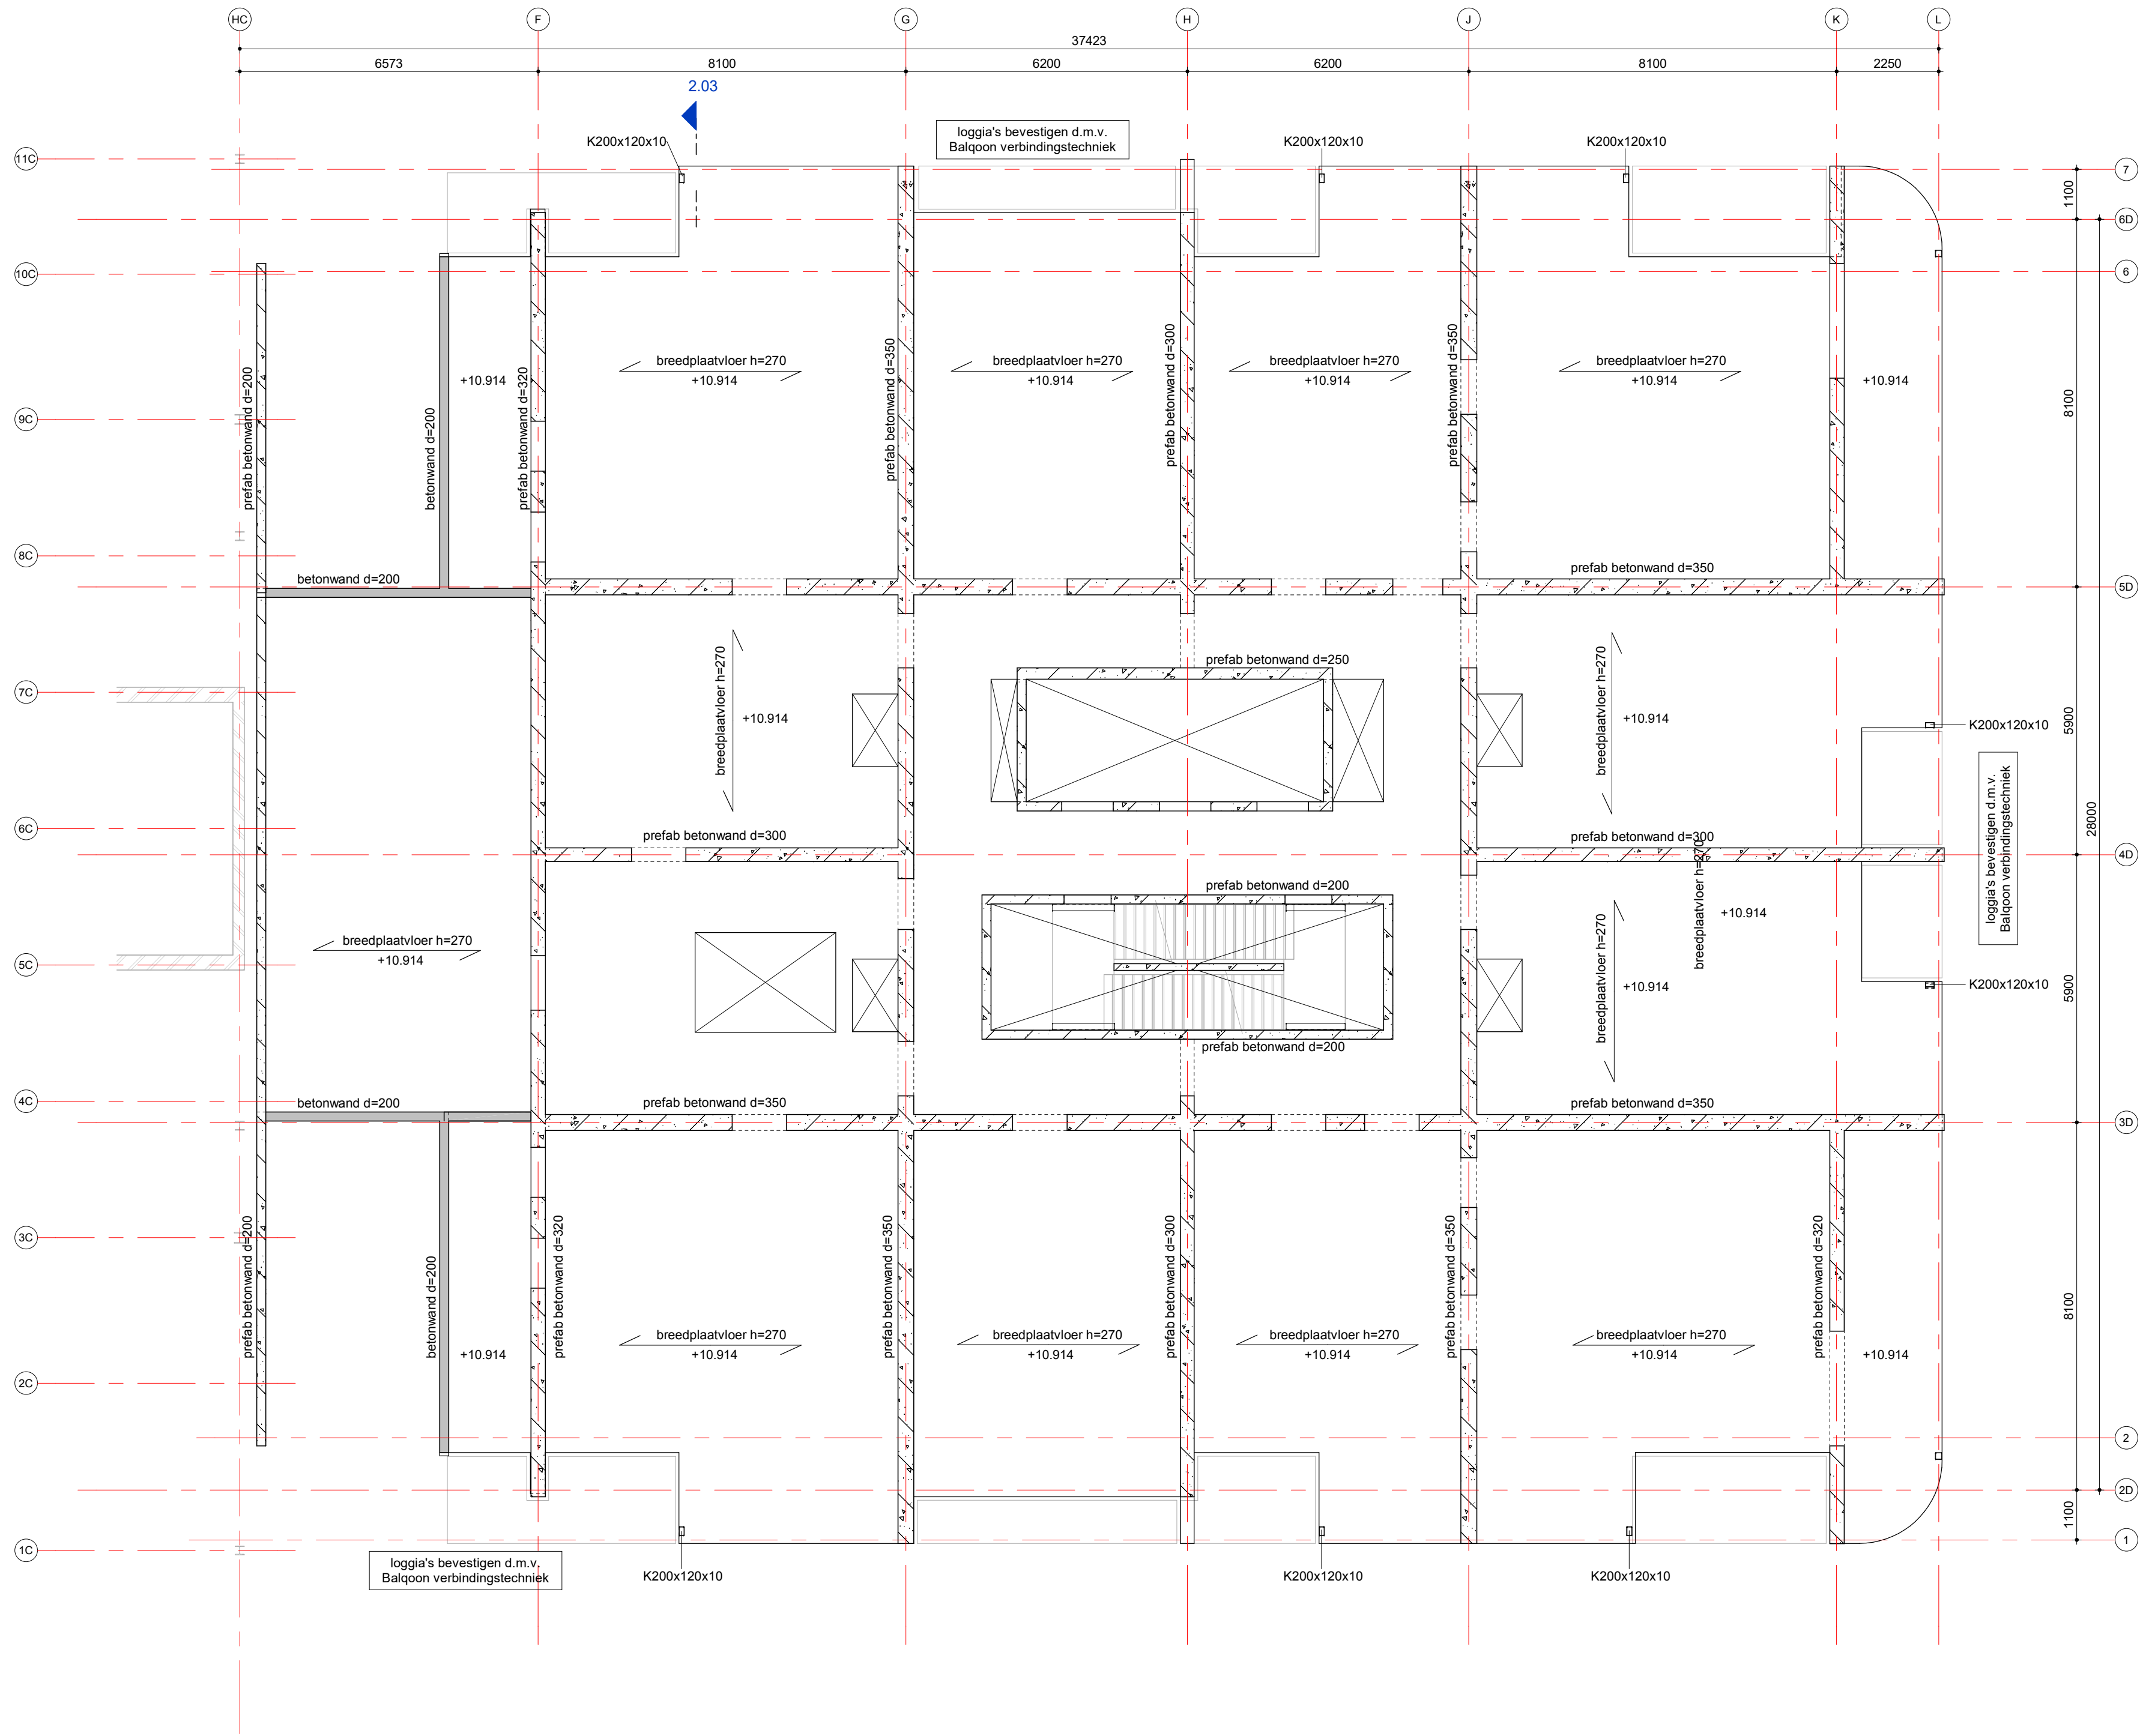 HC
F
G
H
J
K
L
37423
6573
8100
6200
6200
8100
2250
2.03
K200x120x10
loggia's bevestigen d.m.v.
Balqoon verbindingstechniek
K200x120x10
K200x120x10
11C
7
1100
6D
10C
6
prefab betonwand d=200
betonwand d=200
+10.914
prefab betonwand d=320
breedplaatvloer h=270
+10.914
prefab betonwand d=350
breedplaatvloer h=270
+10.914
prefab betonwand d=300
breedplaatvloer h=270
+10.914
prefab betonwand d=350
breedplaatvloer h=270
+10.914
+10.914
8100
9C
8C
betonwand d=200
prefab betonwand d=350
5D
breedplaatvloer h=270
+10.914
prefab betonwand d=250
breedplaatvloer h=270
+10.914
7C
K200x120x10
5900
loggia's bevestigen d.m.v.
Balqoon verbindingstechniek
28000
6C
prefab betonwand d=300
prefab betonwand d=300
4D
prefab betonwand d=200
breedplaatvloer h=270
+10.914
breedplaatvloer h=270
+10.914
breedplaatvloer h=270
+10.914
5C
K200x120x10
5900
prefab betonwand d=200
4C
betonwand d=200
prefab betonwand d=350
prefab betonwand d=350
3D
3C
prefab betonwand d=200
betonwand d=200
+10.914
prefab betonwand d=320
breedplaatvloer h=270
+10.914
prefab betonwand d=350
breedplaatvloer h=270
+10.914
prefab betonwand d=300
breedplaatvloer h=270
+10.914
prefab betonwand d=350
breedplaatvloer h=270
+10.914
prefab betonwand d=320
+10.914
8100
2C
2
2D
1100
1C
1
loggia's bevestigen d.m.v.
Balqoon verbindingstechniek
K200x120x10
K200x120x10
K200x120x10